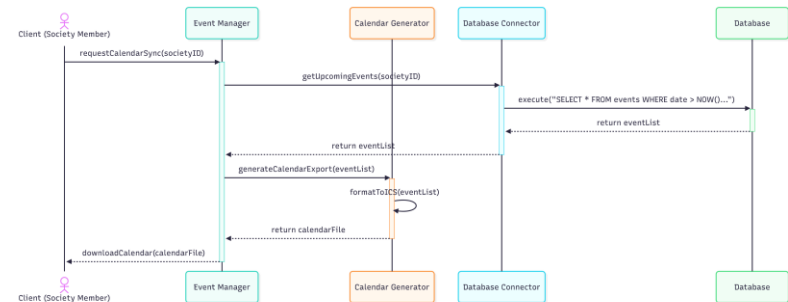 Client (Society Member)
Event Manager
Calendar Generator
Database Connector
Database
requestCalendarSync(societyID)
getUpcomingEvents(societyID)
execute("SELECT * FROM events WHERE date > NOW()...")
return eventList
return eventList
generateCalendarExport(eventList)
formatToICS(eventList)
return calendarFile
downloadCalendar(calendarFile)
Client (Society Member)
Event Manager
Calendar Generator
Database Connector
Database